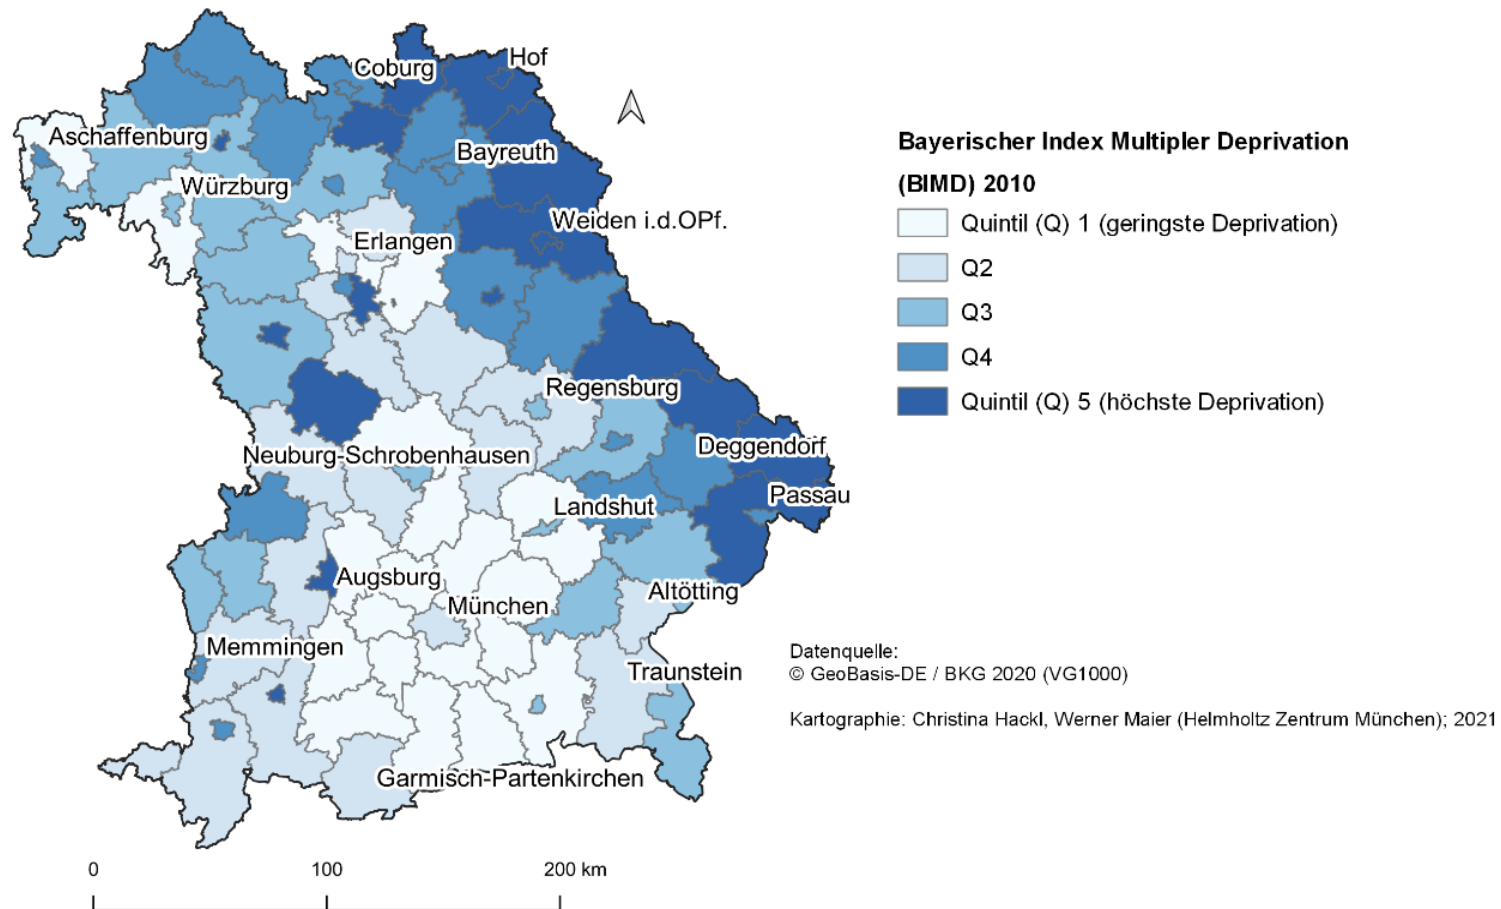 Hof
Coburg
Aschaffenburg
Bayreuth
Würzburg
Weiden i.d.OPf.
Erlangen
Regensburg
Deggendorf
Neuburg-Schrobenhausen
Passau
Landshut
Augsburg
Altötting
München
Memmingen
Traunstein
Garmisch-Partenkirchen
0 100 200 km
Bayerischer Index Multipler Deprivation
(BIMD) 2010
Quintil (Q) 1 (geringste Deprivation)
Q2
Q3
Q4
Quintil (Q) 5 (höchste Deprivation)
Datenquelle:
© GeoBasis-DE / BKG 2020 (VG1000)
Kartographie: Christina Hackl, Werner Maier (Helmholtz Zentrum München); 2021